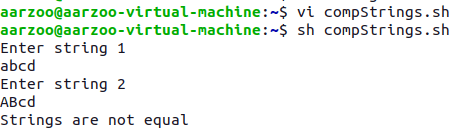 aarzoo@aarzoo-virtual-machine:~$ vi compStrings.sh
aarzoo@aarzoo-virtual-machine:~$ sh compStrings.sh
Enter string 1
abcd
Enter string 2
ABcd
Strings are not equal